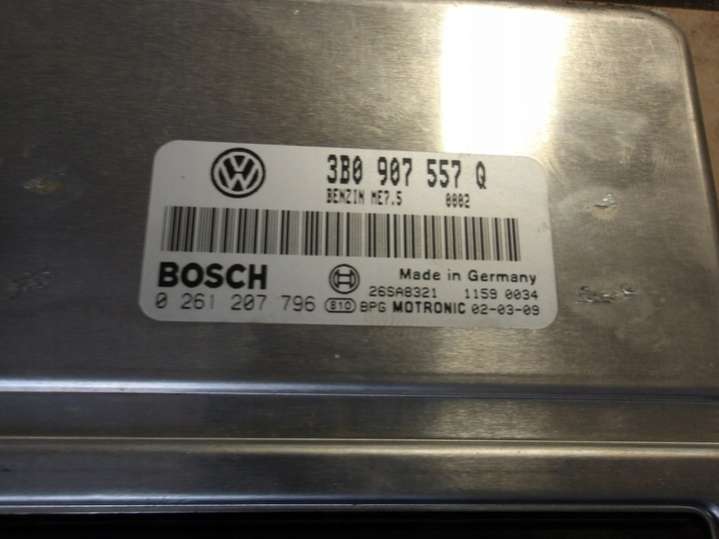 3B0 907 557 Q
BENZIN ME7.5 0002
BOSCH
Made in Germany
26SA8321 1159 0034
0 261 207 796 B10 BPG MOTRONIC 02-03-09